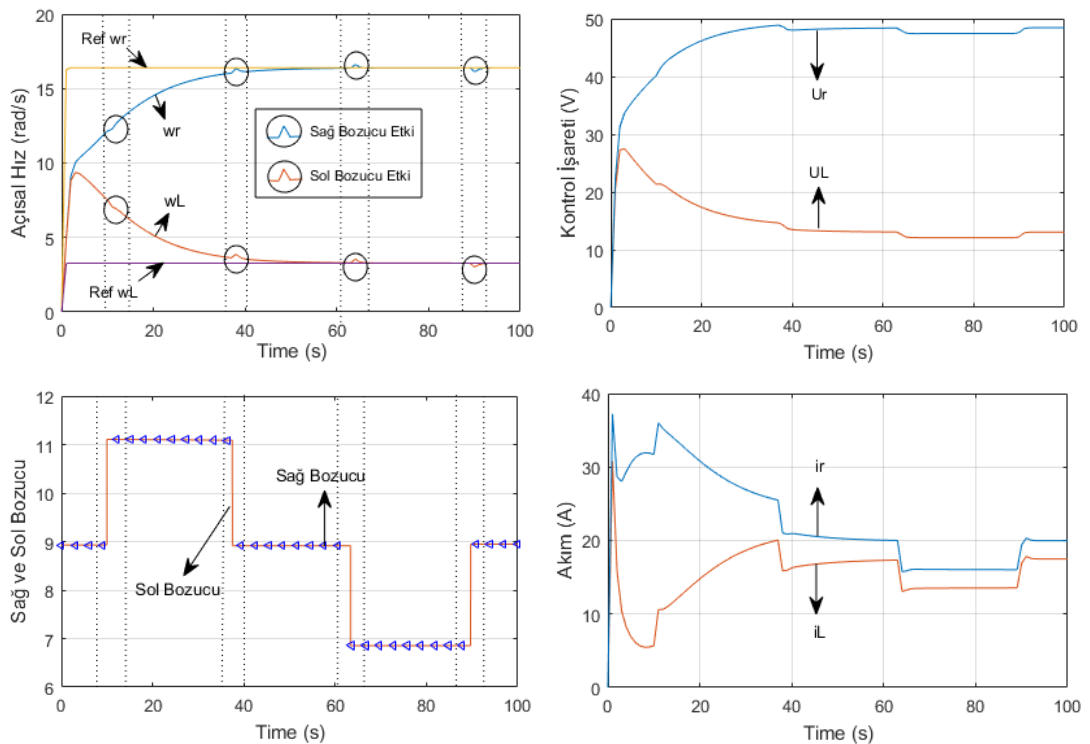 Açısal Hız (rad/s)
20
15
10
5
0
Ref wr
wr
wL
Ref wL
Sağ Bozucu Etki
Sol Bozucu Etki
0
20
40
60
80
100
Time (s)
Kontrol İşareti (V)
50
40
30
20
10
0
Ur
UL
0
20
40
60
80
100
Time (s)
Sağ ve Sol Bozucu
12
11
10
9
8
7
6
Sağ Bozucu
Sol Bozucu
0
20
40
60
80
100
Time (s)
Akım (A)
40
30
20
10
0
ir
iL
0
20
40
60
80
100
Time (s)